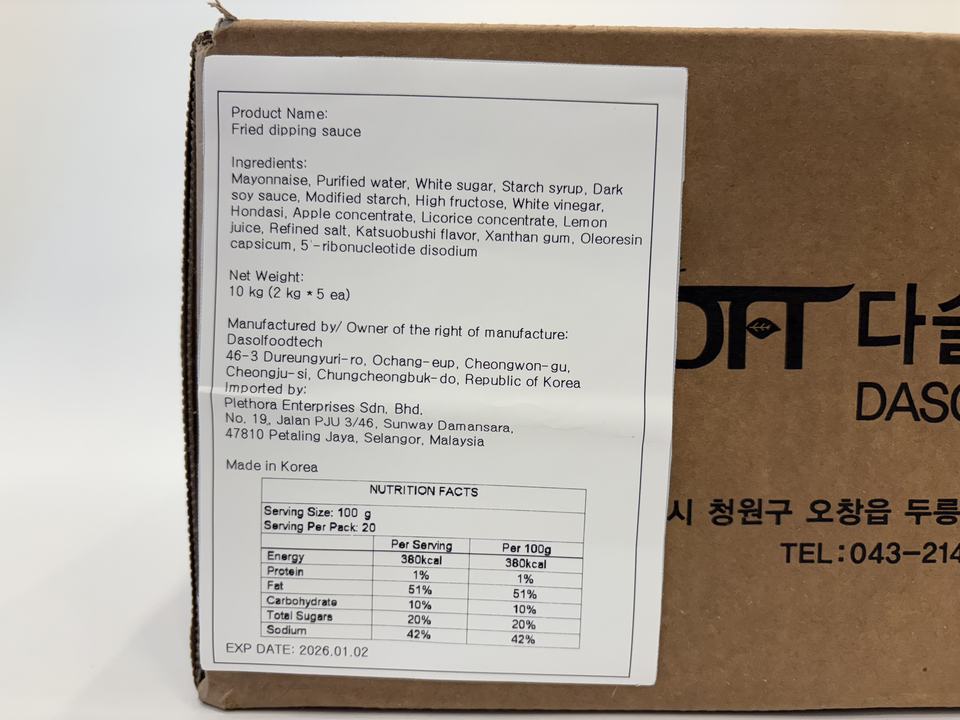 Product Name:
Fried dipping sauce
Ingredients:
Mayonnaise, Purified water, White sugar, Starch syrup, Dark
soy sauce, Modified starch, High fructose, White vinegar,
Hondasi, Apple concentrate, Licorice concentrate, Lemon
juice, Refined salt, Katsuobushi flavor, Xanthan gum, Oleoresin
capsicum, 5'-ribonucleotide disodium
Net Weight:
10 kg (2 kg * 5 ea)
Manufactured by/ Owner of the right of manufacture:
Dasolfoodtech
46-3 Dureungyuri-ro, Ochang-eup, Cheongwon-gu,
Cheongju-si, Chungcheongbuk-do, Republic of Korea
Imported by:
Plethora Enterprises Sdn, Bhd,
No. 19, Jalan PJU 3/46, Sunway Damansara,
47810 Petaling Jaya, Selangor, Malaysia
Made in Korea
NUTRITION FACTS
Serving Size: 100 g
Serving Per Pack: 20
Per Serving Per 100g
Energy 380kcal 380kcal
Protein 1% 1%
Fat 51% 51%
Carbohydrate 10% 10%
Total Sugars 20% 20%
Sodium 42% 42%
EXP DATE: 2026.01.02
다솔
DASO
시 청원구 오창읍 두릉
TEL:043-214